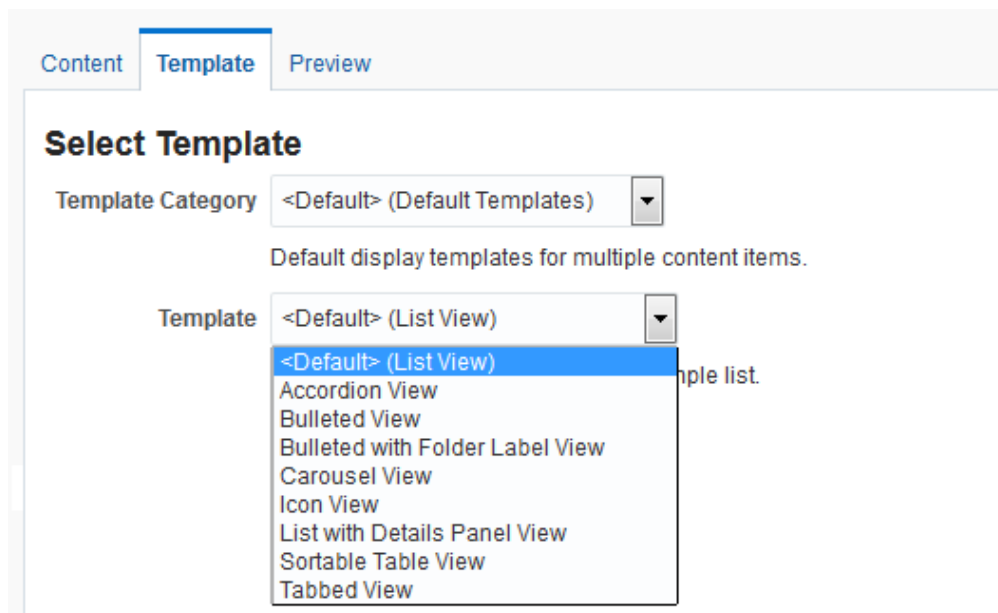 Content Template Preview
Select Template
Template Category <Default> (Default Templates)
Default display templates for multiple content items.
Template <Default> (List View)
<Default> (List View)
list.
Accordion View
Bulleted View
Bulleted with Folder Label View
Carousel View
Icon View
List with Details Panel View
Sortable Table View
Tabbed View